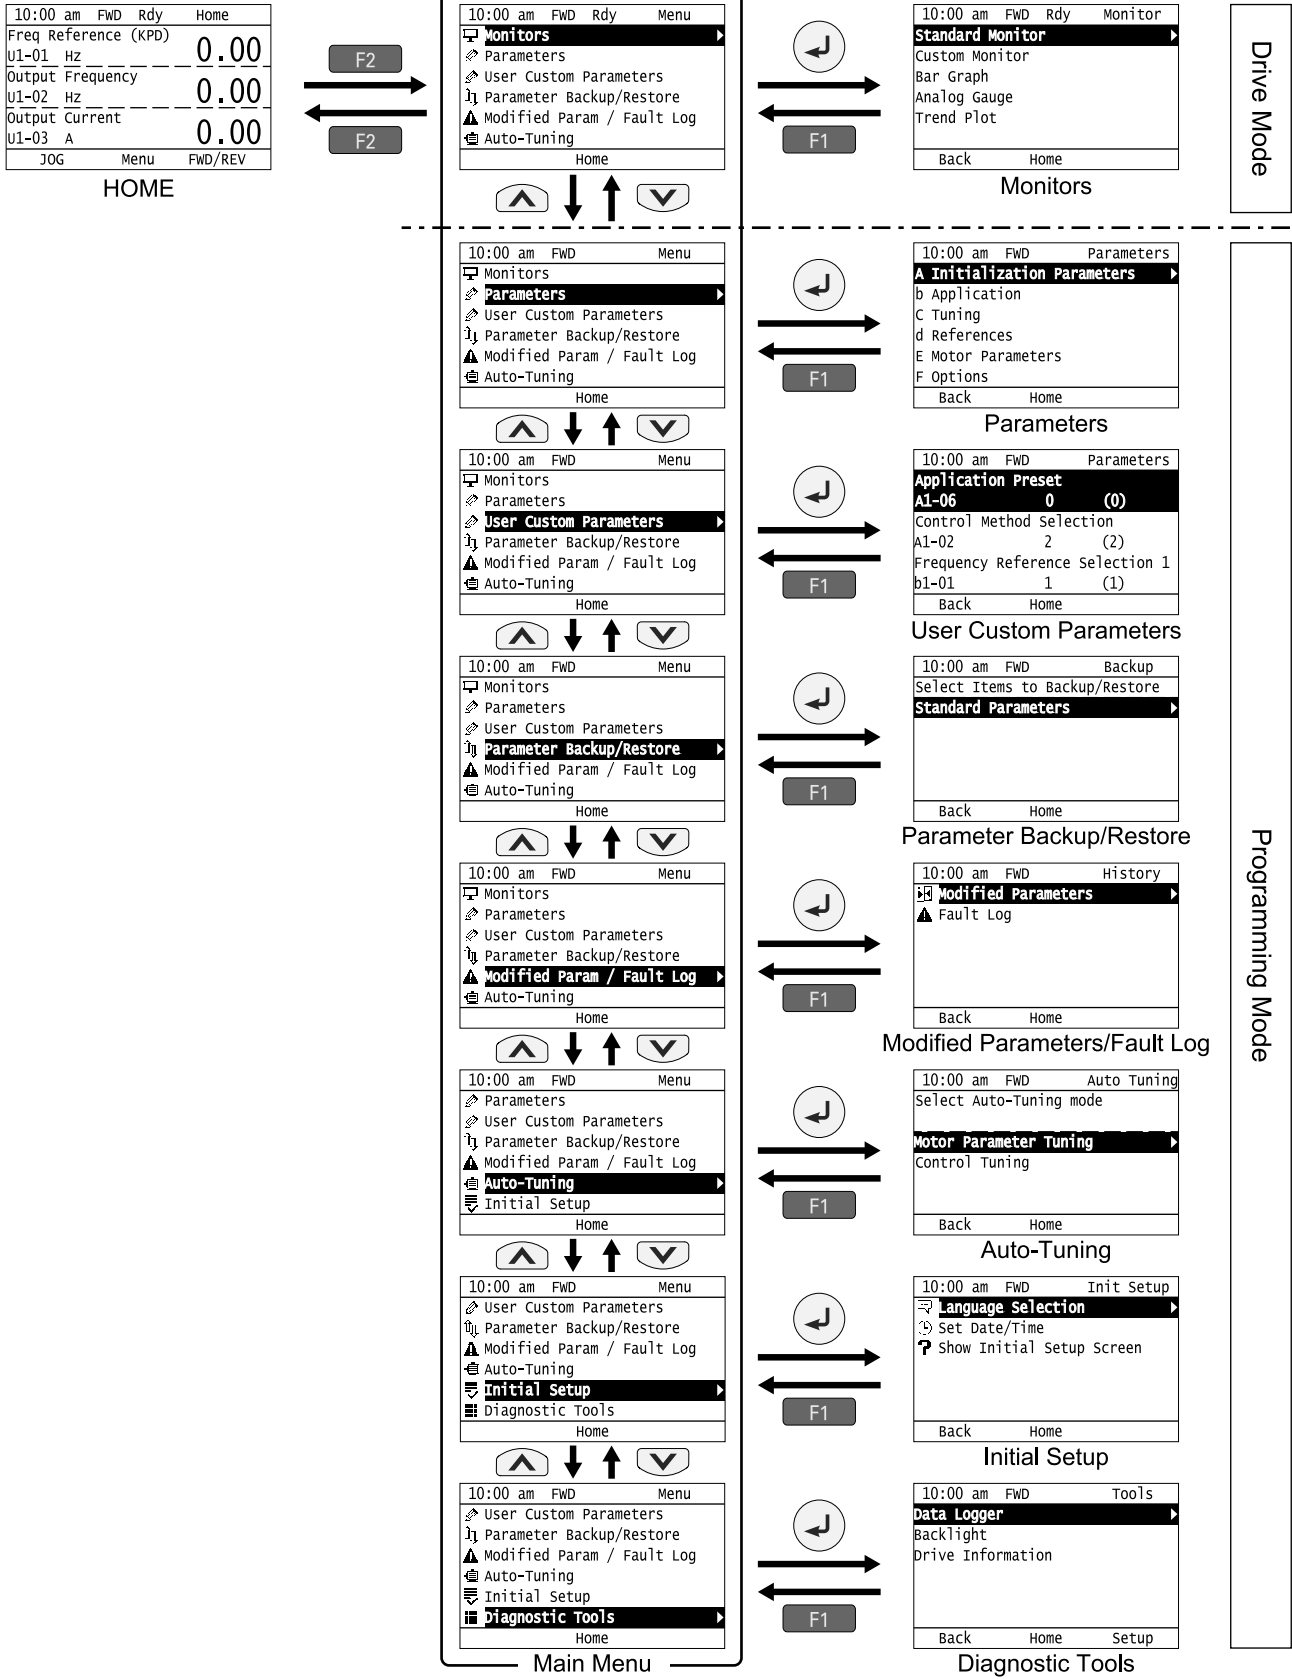 10:00 am FWD Rdy Home
Freq Reference (KPD)
U1-01 Hz 0.00
Output Frequency
U1-02 Hz 0.00
Output Current
U1-03 A 0.00
JOG Menu FWD/REV
HOME
F2
F2
10:00 am FWD Rdy Menu
Monitors
Parameters
User Custom Parameters
Parameter Backup/Restore
Modified Param / Fault Log
Auto-Tuning
Home
F1
10:00 am FWD Rdy Monitor
Standard Monitor
Custom Monitor
Bar Graph
Analog Gauge
Trend Plot
Back Home
Monitors
Drive Mode
10:00 am FWD Menu
Monitors
Parameters
User Custom Parameters
Parameter Backup/Restore
Modified Param / Fault Log
Auto-Tuning
Home
F1
10:00 am FWD Parameters
A Initialization Parameters
b Application
C Tuning
d References
E Motor Parameters
F Options
Back Home
Parameters
10:00 am FWD Menu
Monitors
Parameters
User Custom Parameters
Parameter Backup/Restore
Modified Param / Fault Log
Auto-Tuning
Home
F1
10:00 am FWD Parameters
Application Preset
A1-06 0 (0)
Control Method Selection
A1-02 2 (2)
Frequency Reference Selection 1
b1-01 1 (1)
Back Home
User Custom Parameters
10:00 am FWD Menu
Monitors
Parameters
User Custom Parameters
Parameter Backup/Restore
Modified Param / Fault Log
Auto-Tuning
Home
F1
10:00 am FWD Backup
Select Items to Backup/Restore
Standard Parameters
Back Home
Parameter Backup/Restore
10:00 am FWD Menu
Monitors
Parameters
User Custom Parameters
Parameter Backup/Restore
Modified Param / Fault Log
Auto-Tuning
Home
F1
10:00 am FWD History
Modified Parameters
Fault Log
Back Home
Modified Parameters/Fault Log
10:00 am FWD Menu
Parameters
User Custom Parameters
Parameter Backup/Restore
Modified Param / Fault Log
Auto-Tuning
Initial Setup
Home
F1
10:00 am FWD Auto Tuning
Select Auto-Tuning mode
Motor Parameter Tuning
Control Tuning
Back Home
Auto-Tuning
10:00 am FWD Menu
User Custom Parameters
Parameter Backup/Restore
Modified Param / Fault Log
Auto-Tuning
Initial Setup
Diagnostic Tools
Home
F1
10:00 am FWD Init Setup
Language Selection
Set Date/Time
Show Initial Setup Screen
Back Home
Initial Setup
10:00 am FWD Menu
User Custom Parameters
Parameter Backup/Restore
Modified Param / Fault Log
Auto-Tuning
Initial Setup
Diagnostic Tools
Home
Main Menu
F1
10:00 am FWD Tools
Data Logger
Backlight
Drive Information
Back Home Setup
Diagnostic Tools
Programming Mode